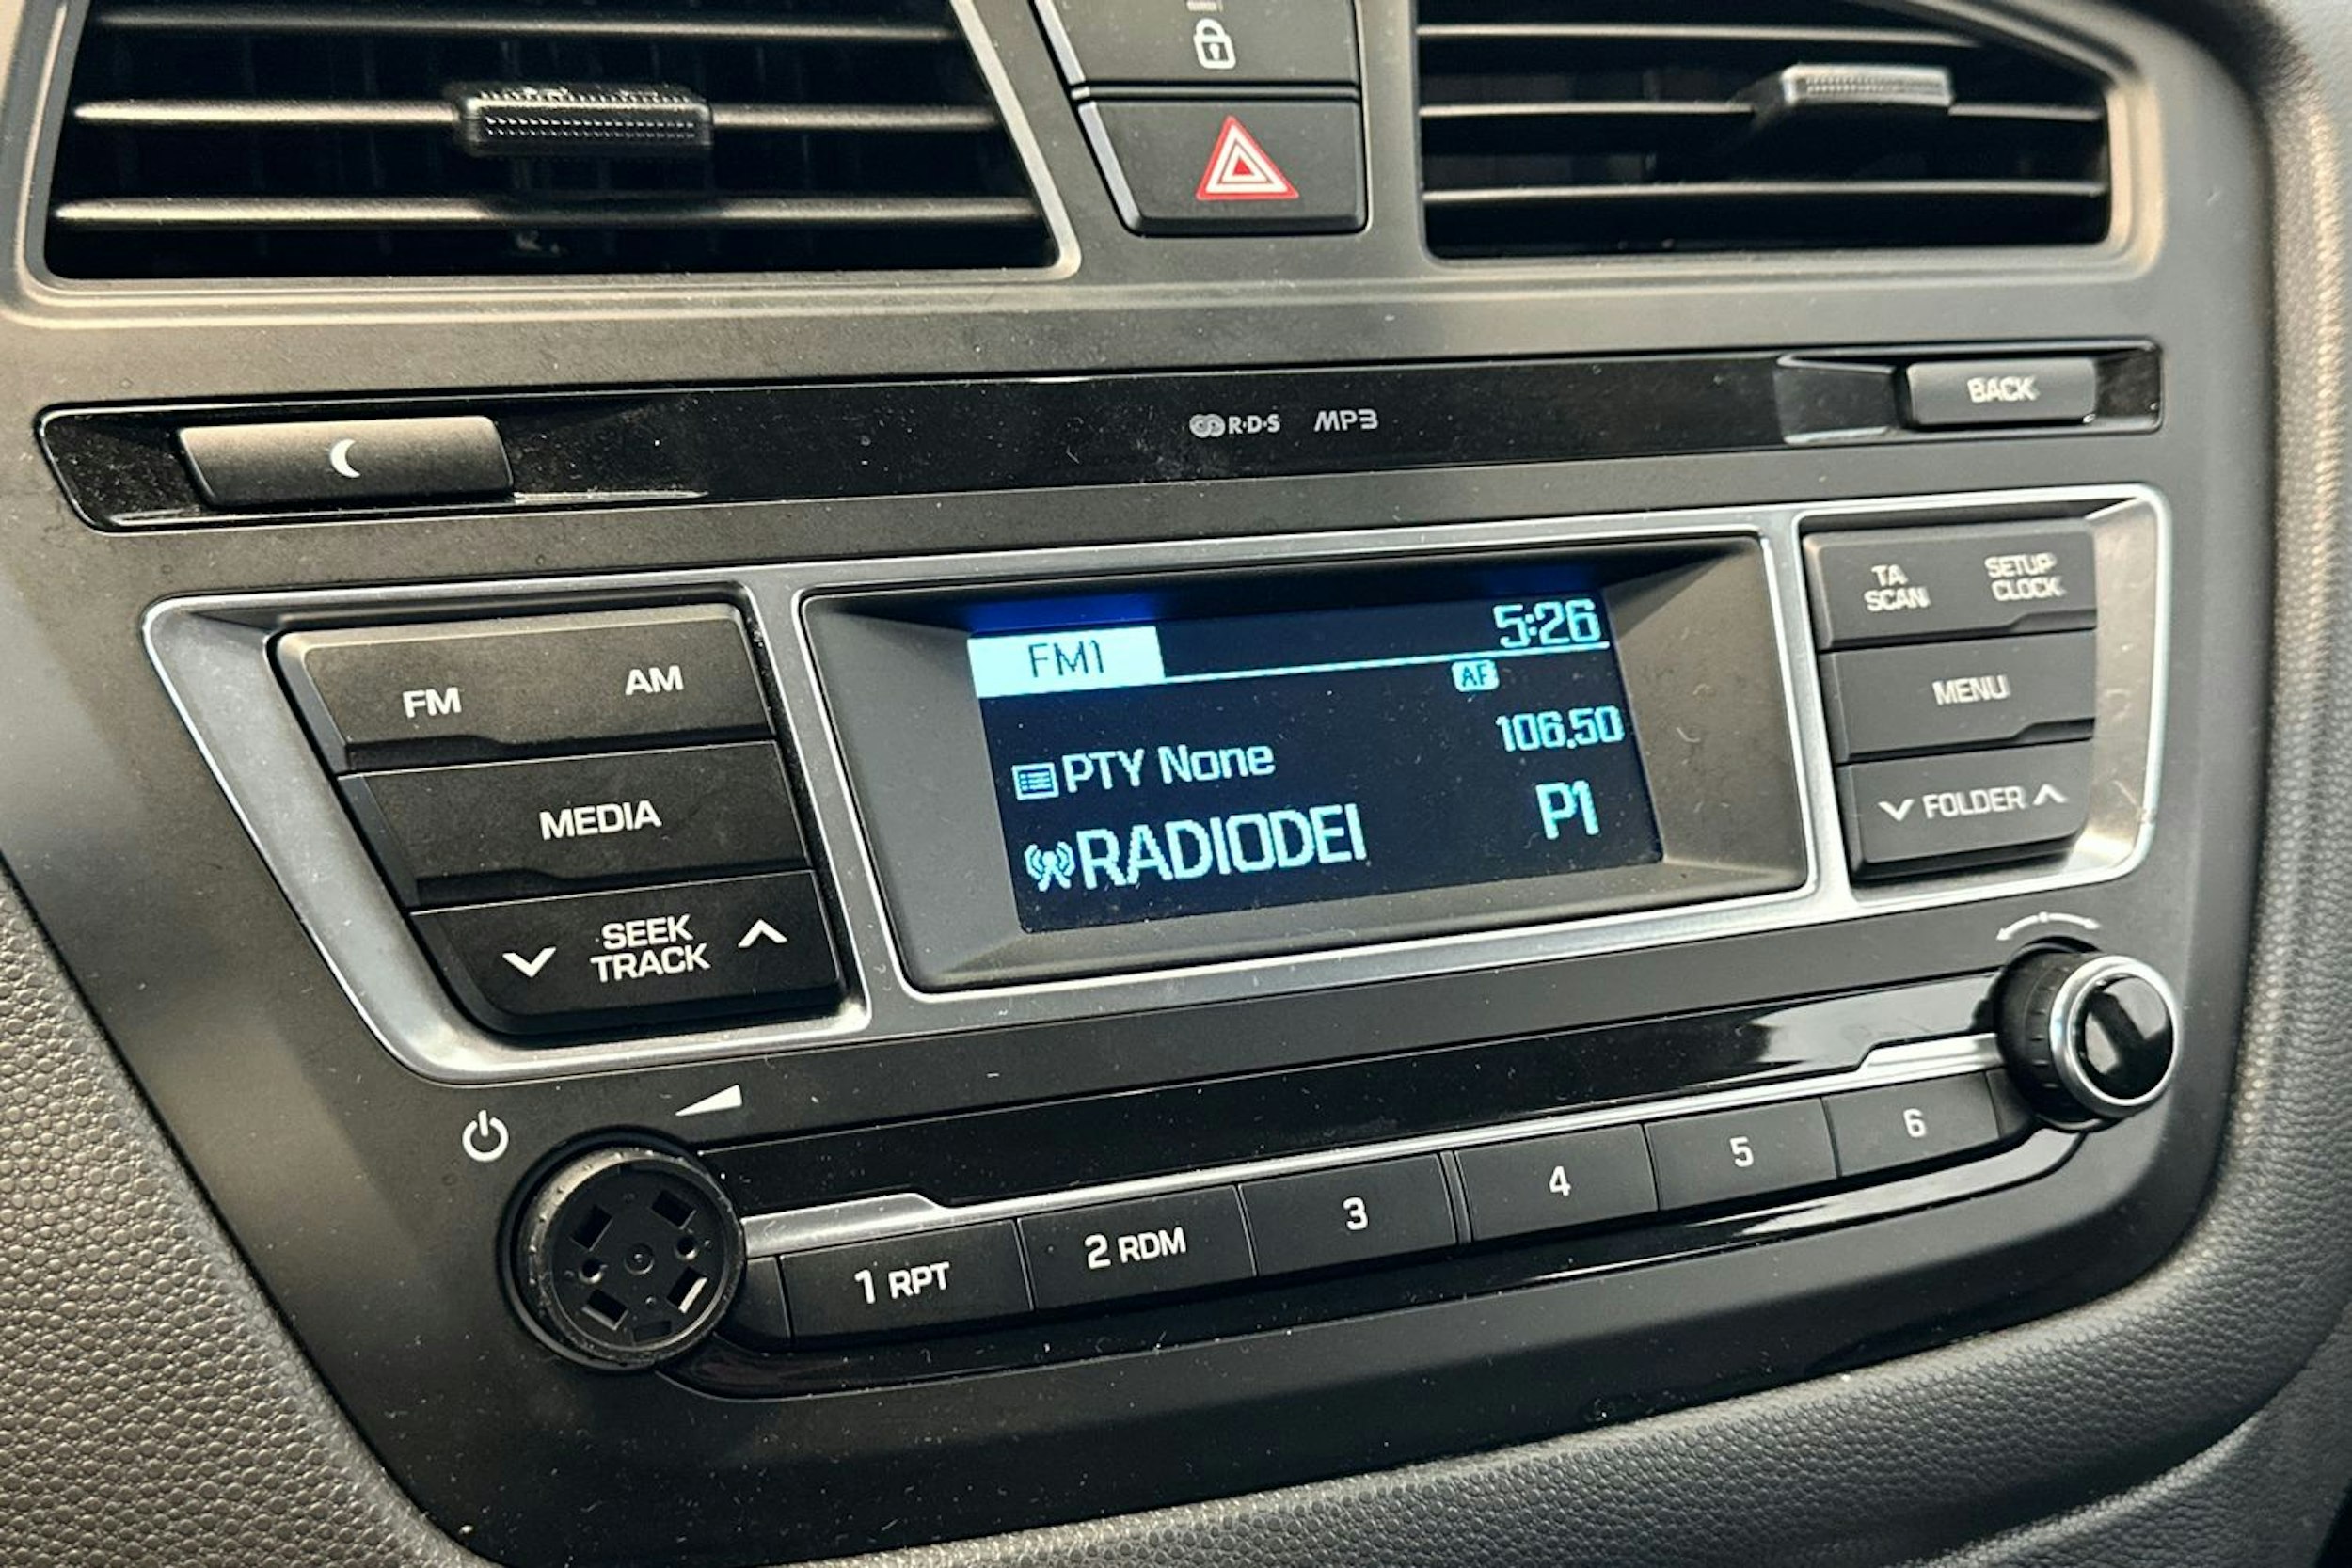 R·D·S MP3
BACK
FM AM
MEDIA
SEEK
TRACK
FM1 5:26
AF
106.50
PTY None
RADIODEI P1
TA
SCAN
SETUP
CLOCK
MENU
FOLDER
1 RPT 2 RDM 3 4 5 6